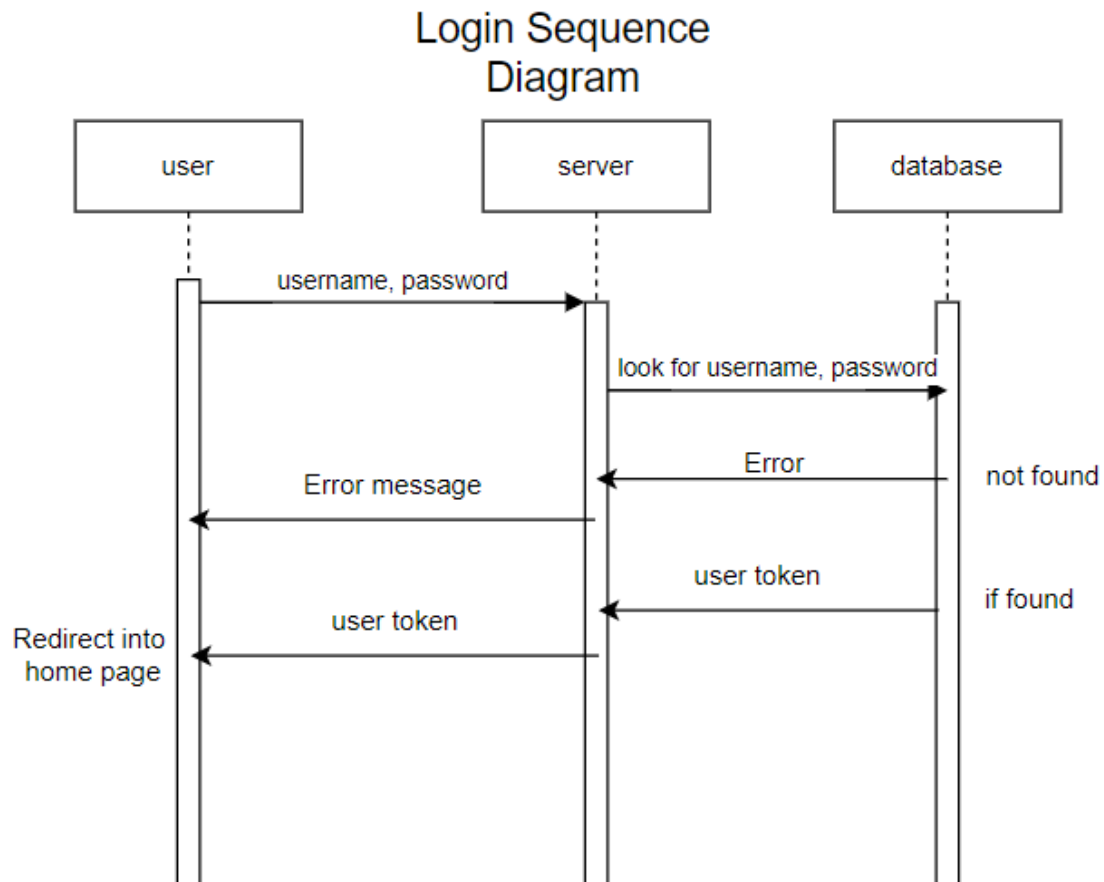 Login Sequence
Diagram
user
server
database
username, password
look for username, password
Error
not found
Error message
user token
if found
user token
Redirect into
home page